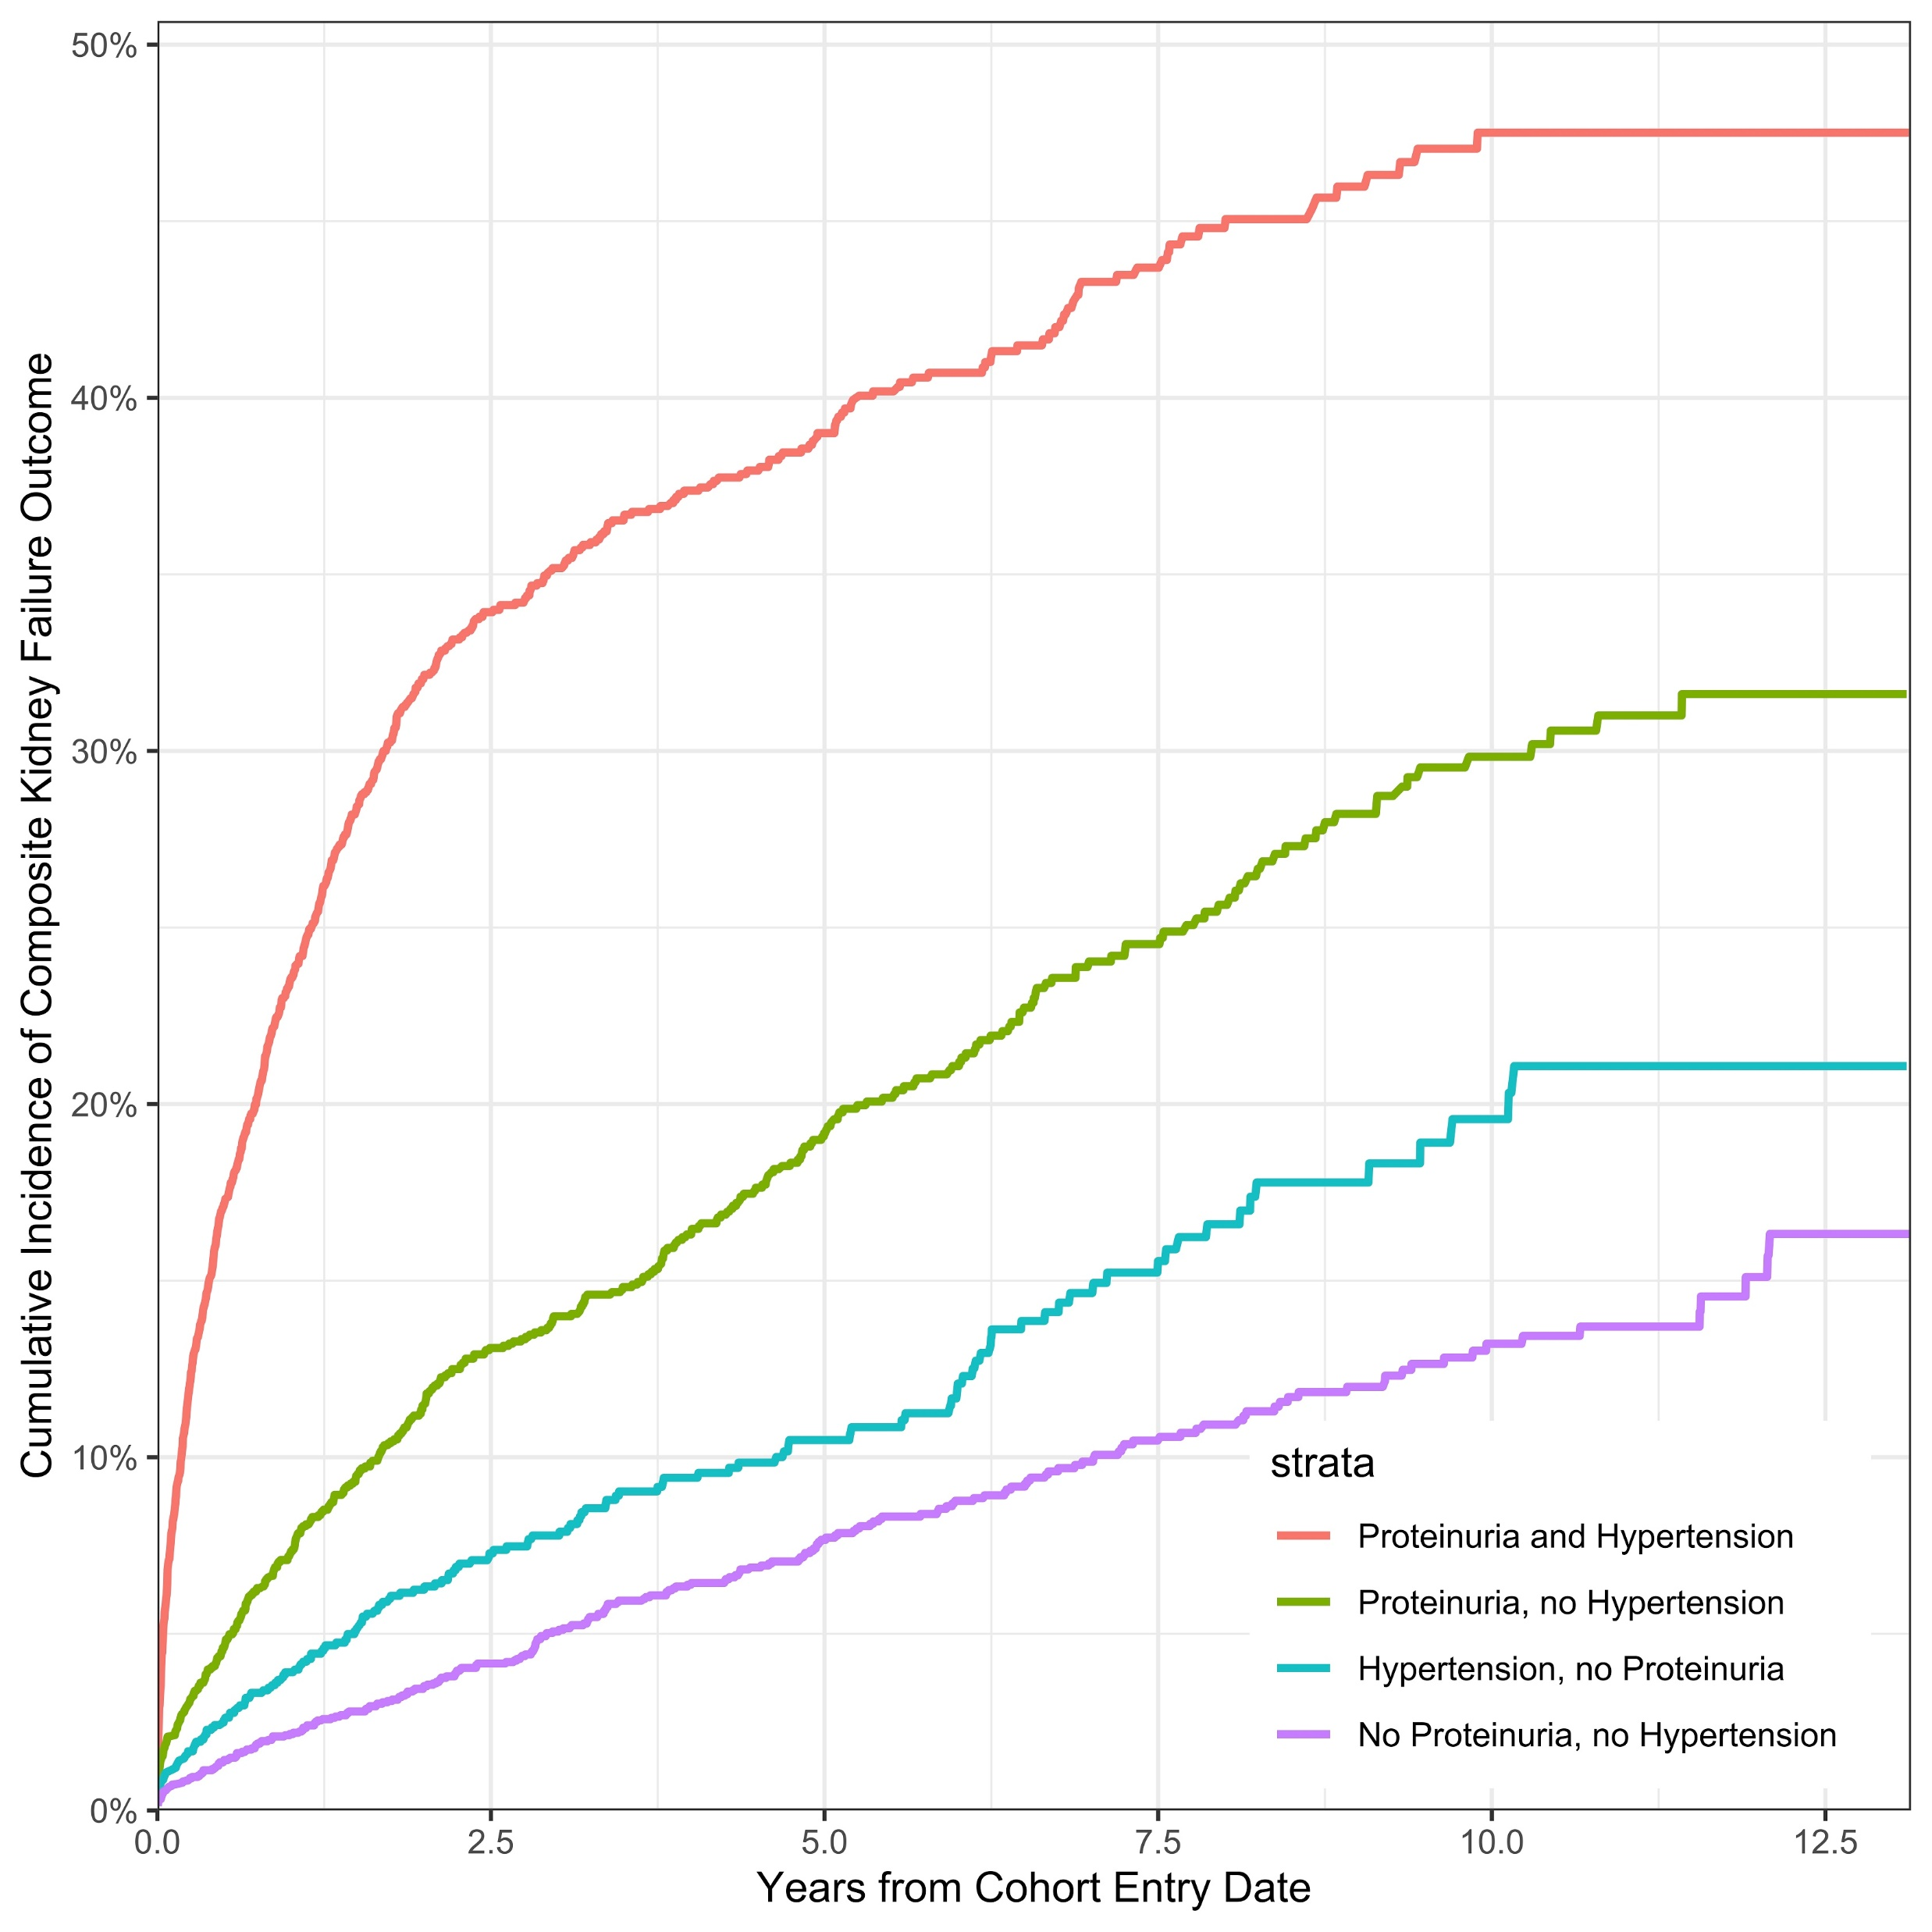 Cumulative Incidence of Composite Kidney Failure Outcome
50%
40%
30%
20%
10%
0%
0.0 2.5 5.0 7.5 10.0 12.5
Years from Cohort Entry Date
strata
Proteinuria and Hypertension
Proteinuria, no Hypertension
Hypertension, no Proteinuria
No Proteinuria, no Hypertension